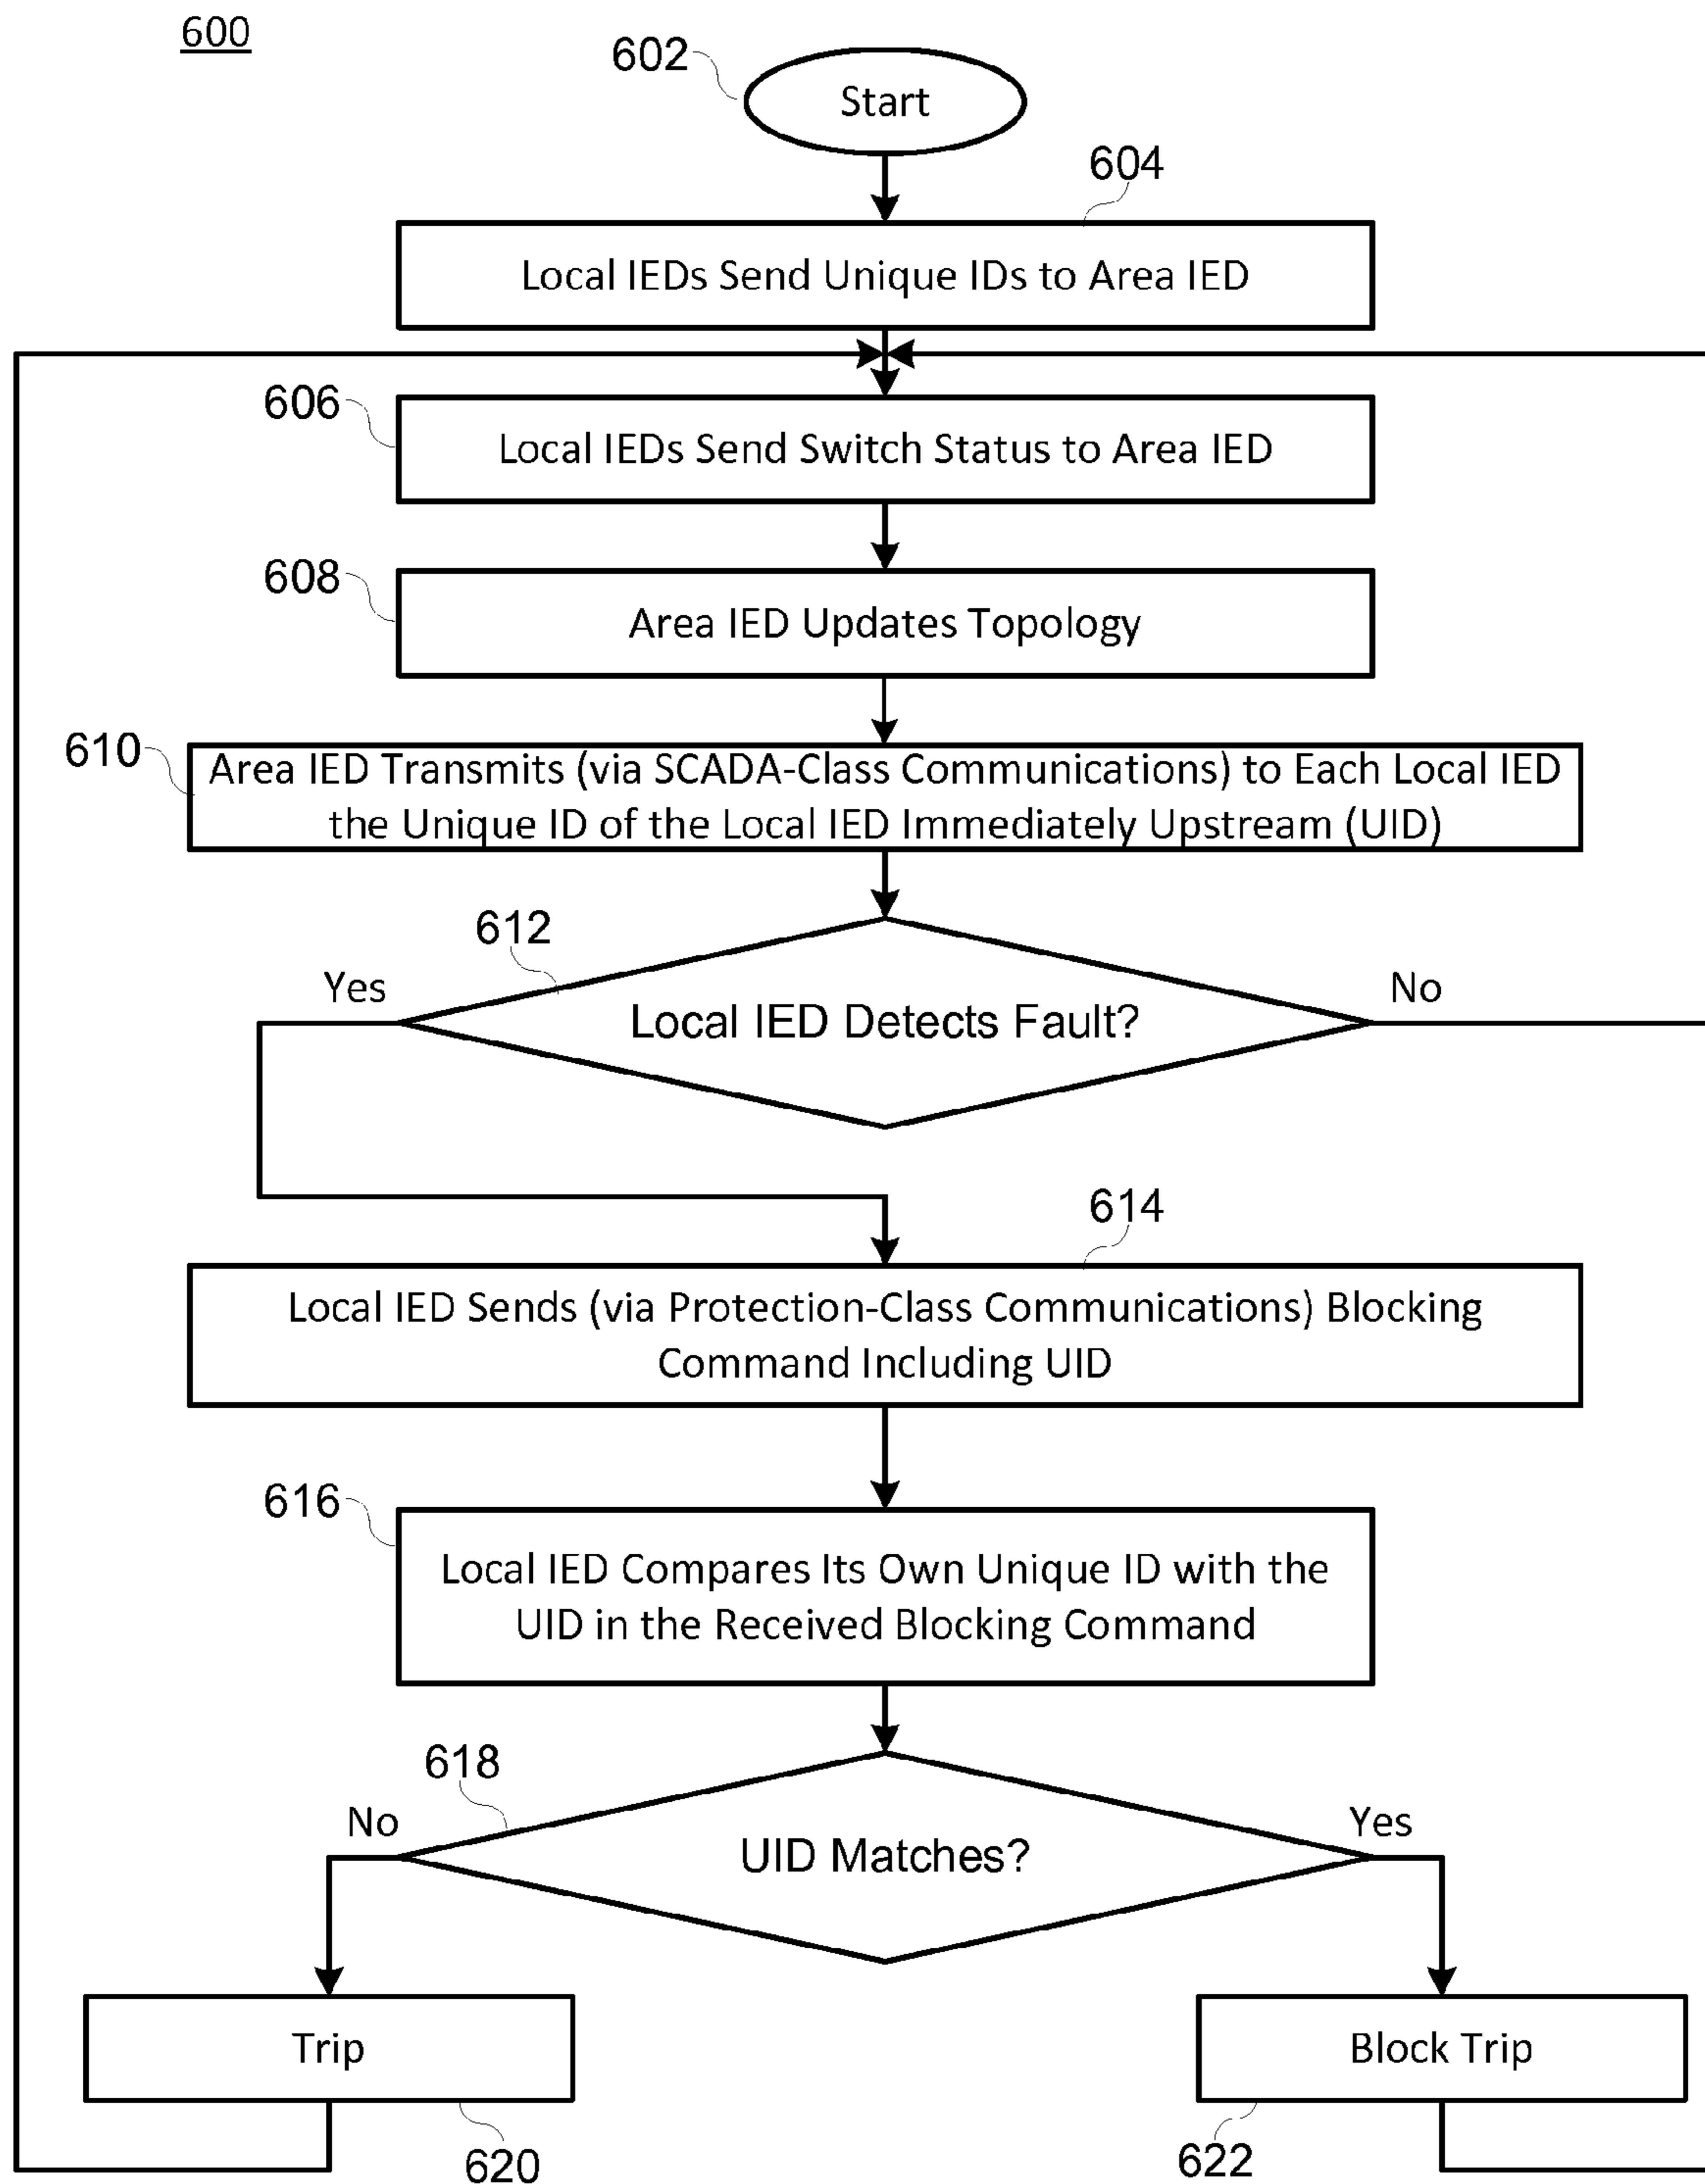 600
602
Start
604
Local IEDs Send Unique IDs to Area IED
606
Local IEDs Send Switch Status to Area IED
608
Area IED Updates Topology
610
Area IED Transmits (via SCADA-Class Communications) to Each Local IED
the Unique ID of the Local IED Immediately Upstream (UID)
612
Yes
No
Local IED Detects Fault?
614
Local IED Sends (via Protection-Class Communications) Blocking
Command Including UID
616
Local IED Compares Its Own Unique ID with the
UID in the Received Blocking Command
618
No
Yes
UID Matches?
Trip
Block Trip
620
622